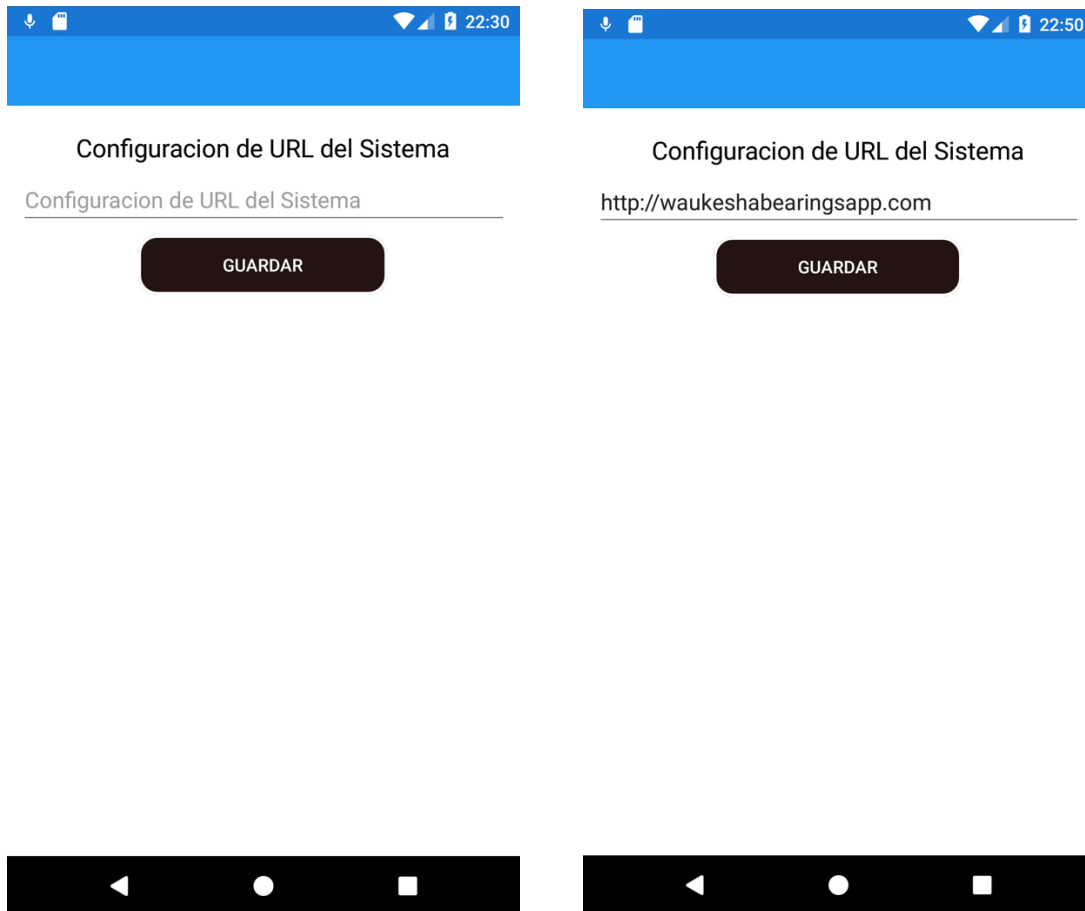 22:30
Configuracion de URL del Sistema
Configuracion de URL del Sistema
GUARDAR
22:50
Configuracion de URL del Sistema
http://waukeshabearingsapp.com
GUARDAR